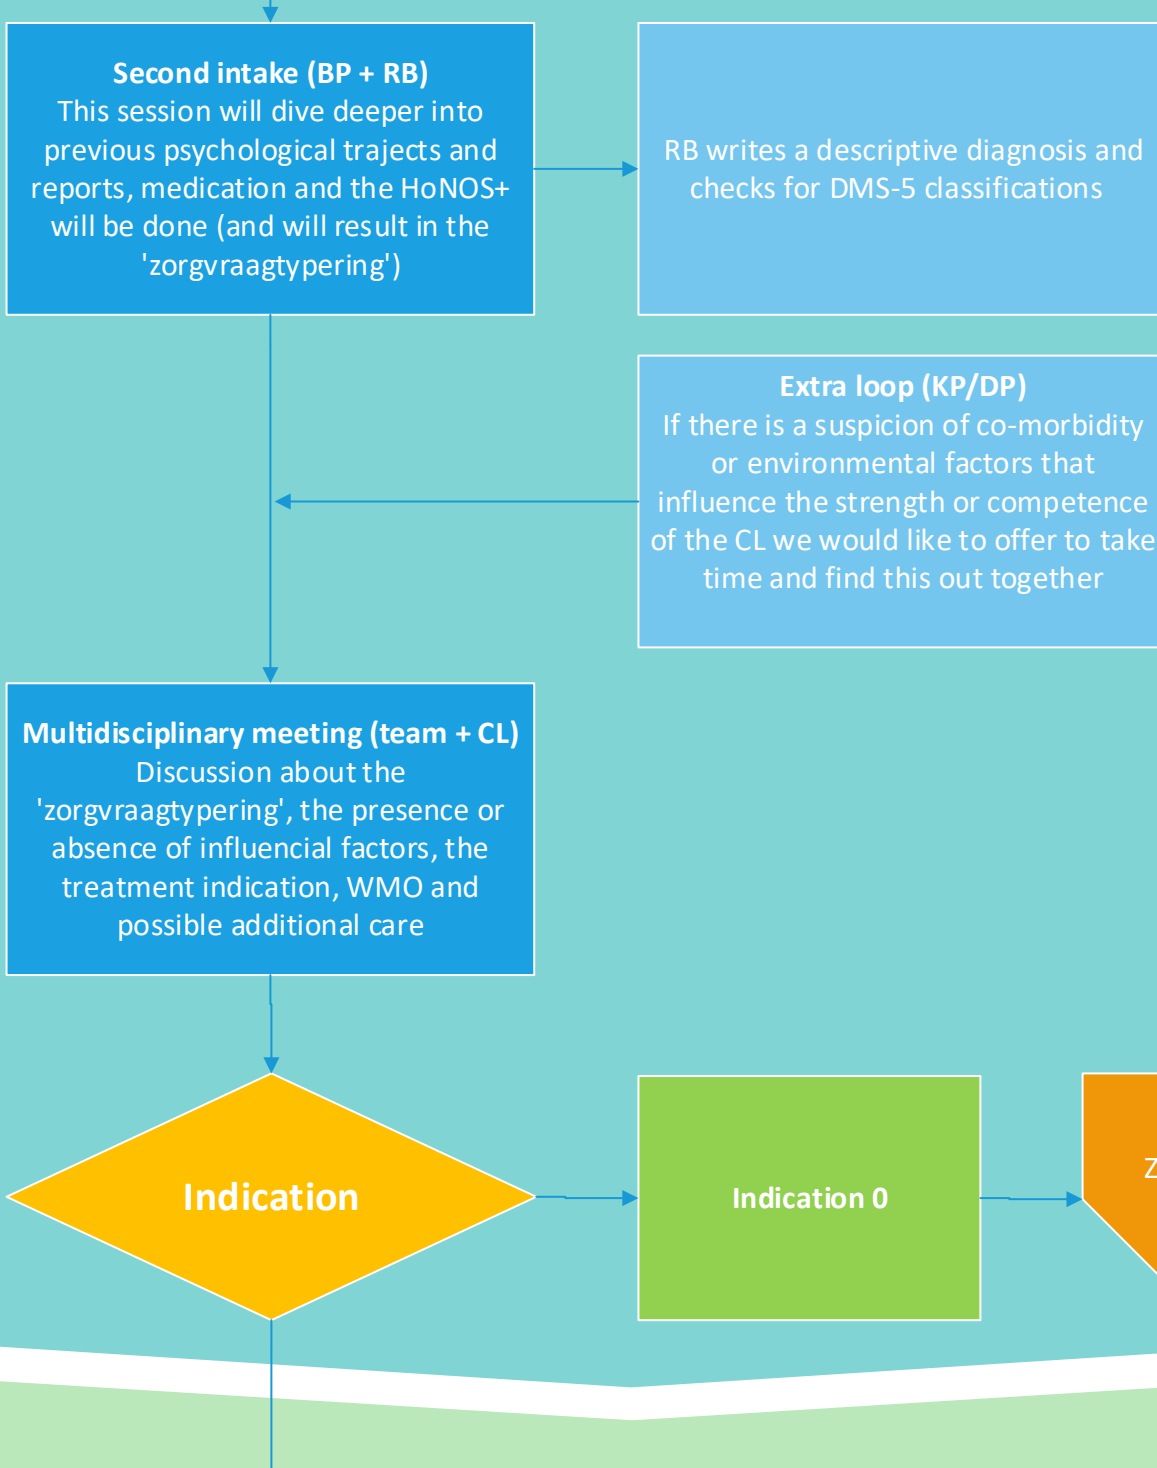 Second intake (BP + RB)
This session will dive deeper into
previous psychological trajects and
reports, medication and the HoNOS+
will be done (and will result in the
'zorgvraagtypering')
RB writes a descriptive diagnosis and
checks for DMS-5 classifications
Extra loop (KP/DP)
If there is a suspicion of co-morbidity
or environmental factors that
influence the strength or competence
of the CL we would like to offer to take
time and find this out together
Multidisciplinary meeting (team + CL)
Discussion about the
'zorgvraagtypering', the presence or
absence of influencial factors, the
treatment indication, WMO and
possible additional care
Indication
Indication 0
Z